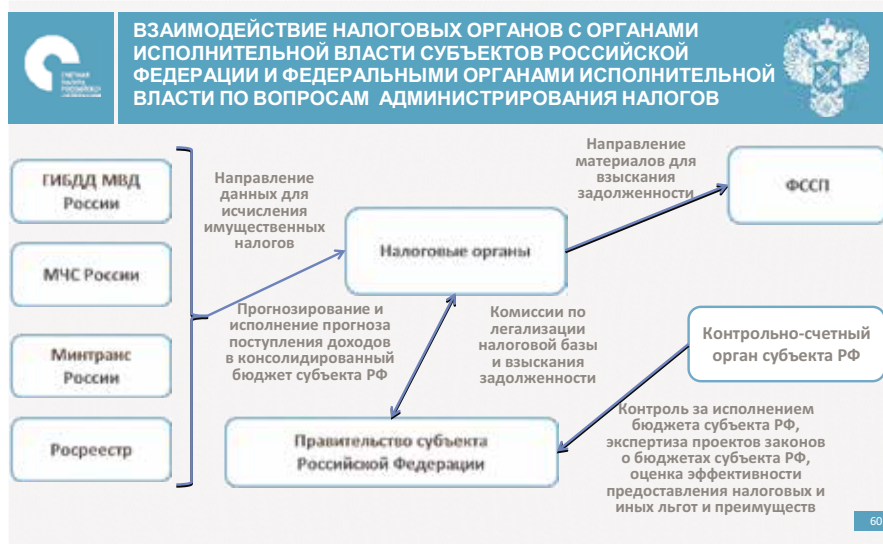 ВЗАИМОДЕЙСТВИЕ НАЛОГОВЫХ ОРГАНОВ С ОРГАНАМИ
ИСПОЛНИТЕЛЬНОЙ ВЛАСТИ СУБЪЕКТОВ РОССИЙСКОЙ
ФЕДЕРАЦИИ И ФЕДЕРАЛЬНЫМИ ОРГАНАМИ ИСПОЛНИТЕЛЬНОЙ
ВЛАСТИ ПО ВОПРОСАМ АДМИНИСТРИРОВАНИЯ НАЛОГОВ
СЧЕТНАЯ
ПАЛАТА
ГИБДД МВД
России
МЧС России
Минтранс
России
Росреестр
Направление
данных для
исчисления
имущественных
налогов
Налоговые органы
Направление
материалов для
взыскания
задолженности
ФССП
Прогнозирование и
исполнение прогноза
поступления доходов
в консолидированный
бюджет субъекта РФ
Комиссии по
легализации
налоговой базы
и взыскания
задолженности
Контрольно-счетный
орган субъекта РФ
Правительство субъекта
Российской Федерации
Контроль за исполнением
бюджета субъекта РФ,
экспертиза проектов законов
о бюджетах субъекта РФ,
оценка эффективности
предоставления налоговых и
иных льгот и преимуществ
60